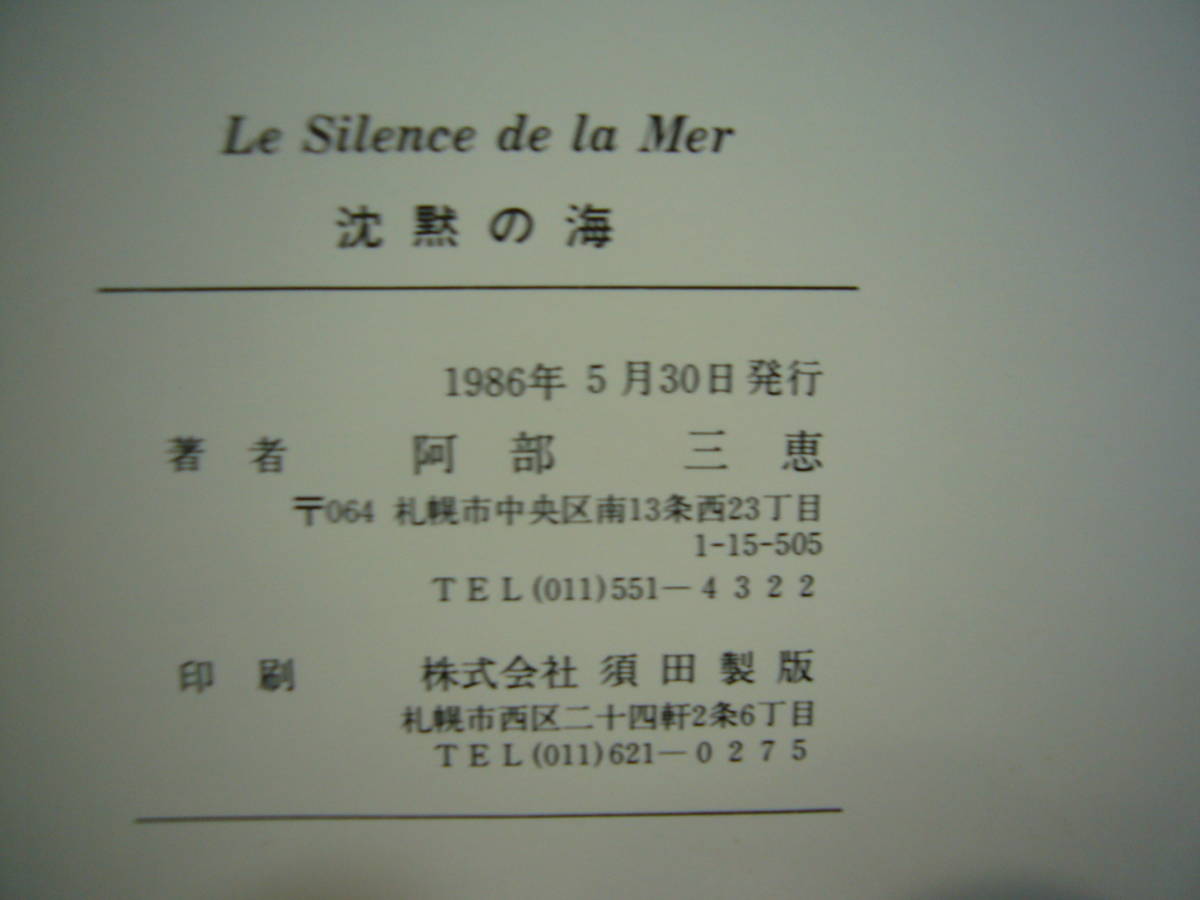 Le Silence de la Mer
沈黙の海
1986年 5月30日発行
著者 阿部 三恵
〒064 札幌市中央区南13条西23丁目
1-15-505
TEL(011)551—4322
印刷 株式会社 須田製版
札幌市西区二十四軒2条6丁目
TEL(011)621—0275